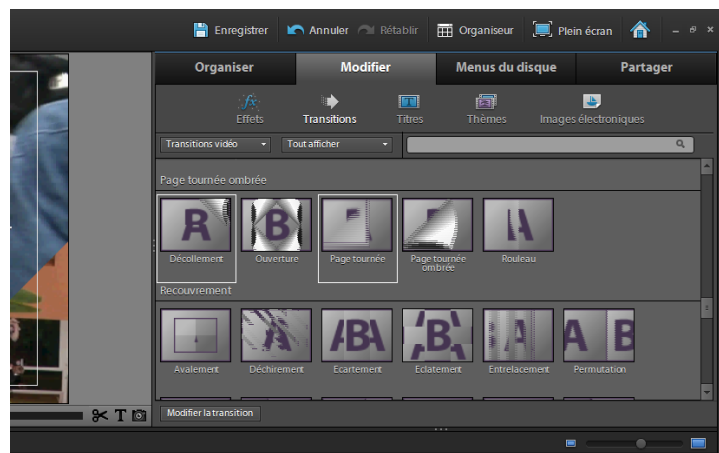 Enregistrer Annuler Rétablir Organiseur Plein écran
Organiser Modifier Menus du disque Partager
fx
Effets Transitions Titres Thèmes Images électroniques
Transitions vidéo Tout afficher
Page tournée ombrée
R B
Décollement Ouverture Page tournée Page tournée ombrée Rouleau
Recouvrement
A ABA B A A B
Avalement Déchirement Ecartement Eclatement Entrelacement Permutation
T
Modifier la transition